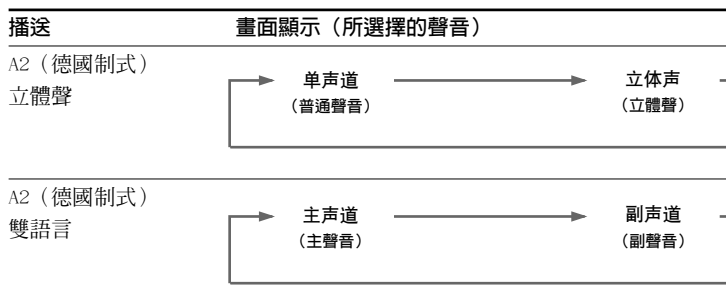 播送 畫面顯示（所選擇的聲音）
A2（德國制式）
立體聲
单声道 立体声
（普通聲音） （立體聲）
A2（德國制式）
雙語言
主声道 副声道
（主聲音） （副聲音）